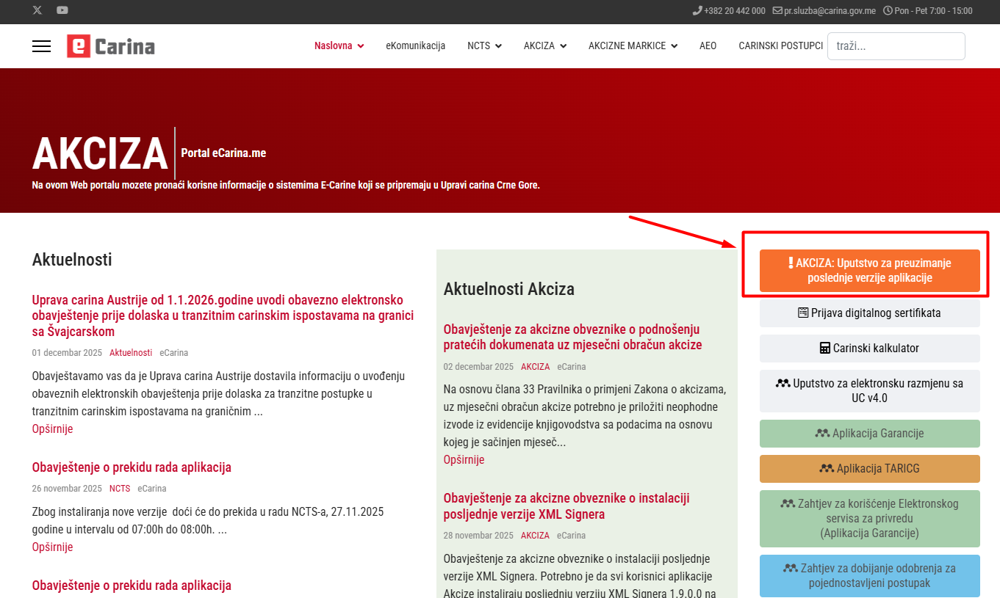 +382 20 442 000 pr.sluzba@carina.gov.me Pon - Pet 7:00 - 15:00
e Carina
Naslovna eKomunikacija NCTS AKCIZA AKCIZNE MARKICE AEO CARINSKI POSTUPCI traži...
AKCIZA Portal eCarina.me
Na ovom Web portalu mozete pronaći korisne informacije o sistemima E-Carine koji se pripremaju u Upravi carina Crne Gore.
Aktuelnosti
Uprava carina Austrije od 1.1.2026.godine uvodi obavezno elektronsko
obavještenje prije dolaska u tranzitnim carinskim ispostavama na granici
sa Švajcarskom
01 decembar 2025 Aktuelnosti eCarina
Obavještavamo vas da je Uprava carina Austrije dostavila informaciju o uvođenju
obaveznih elektronskih obavještenja prije dolaska za tranzitne postupke u
tranzitnim carinskim ispostavama na graničnim ...
Opširnije
Obavještenje o prekidu rada aplikacija
26 novembar 2025 NCTS eCarina
Zbog instaliranja nove verzije doći će do prekida u radu NCTS-a, 27.11.2025
godine u intervalu od 07:00h do 08:00h. ...
Opširnije
Obavještenje o prekidu rada aplikacija
Aktuelnosti Akciza
Obavještenje za akcizne obveznike o podnošenju
pratećih dokumenata uz mjesečni obračun akcize
02 decembar 2025 AKCIZA eCarina
Na osnovu člana 33 Pravilnika o primjeni Zakona o akcizama,
uz mjesečni obračun akcize potrebno je priložiti neophodne
izvode iz evidencije knjigovodstva sa podacima na osnovu
kojeg je sačinjen mjeseč...
Opširnije
Obavještenje za akcizne obveznike o instalaciji
posljednje verzije XML Signera
28 novembar 2025 AKCIZA eCarina
Obavještenje za akcizne obveznike o instalaciji posljednje
verzije XML Signera. Potrebno je da svi korisnici aplikacije
Akcize instaliraju posljednju verziju XML Signera 1.9.0.0 na
AKCIZA: Uputstvo za preuzimanje
poslednje verzije aplikacije
Prijava digitalnog sertifikata
Carinski kalkulator
Uputstvo za elektronsku razmjenu sa
UC v4.0
Aplikacija Garancije
Aplikacija TARICG
Zahtjev za korišćenje Elektronskog
servisa za privredu
(Aplikacija Garancije)
Zahtjev za dobijanje odobrenja za
pojednostavljeni postupak